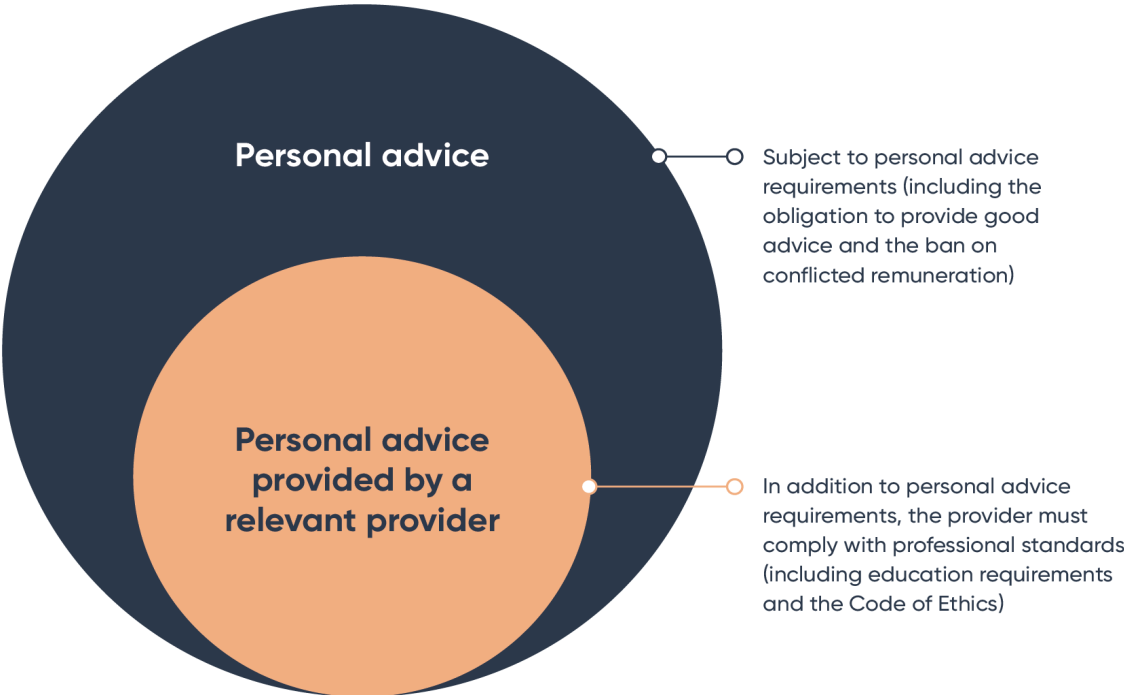 Personal advice
Subject to personal advice
requirements (including the
obligation to provide good
advice and the ban on
conflicted remuneration)
Personal advice
provided by a
relevant provider
In addition to personal advice
requirements, the provider must
comply with professional standards
(including education requirements
and the Code of Ethics)